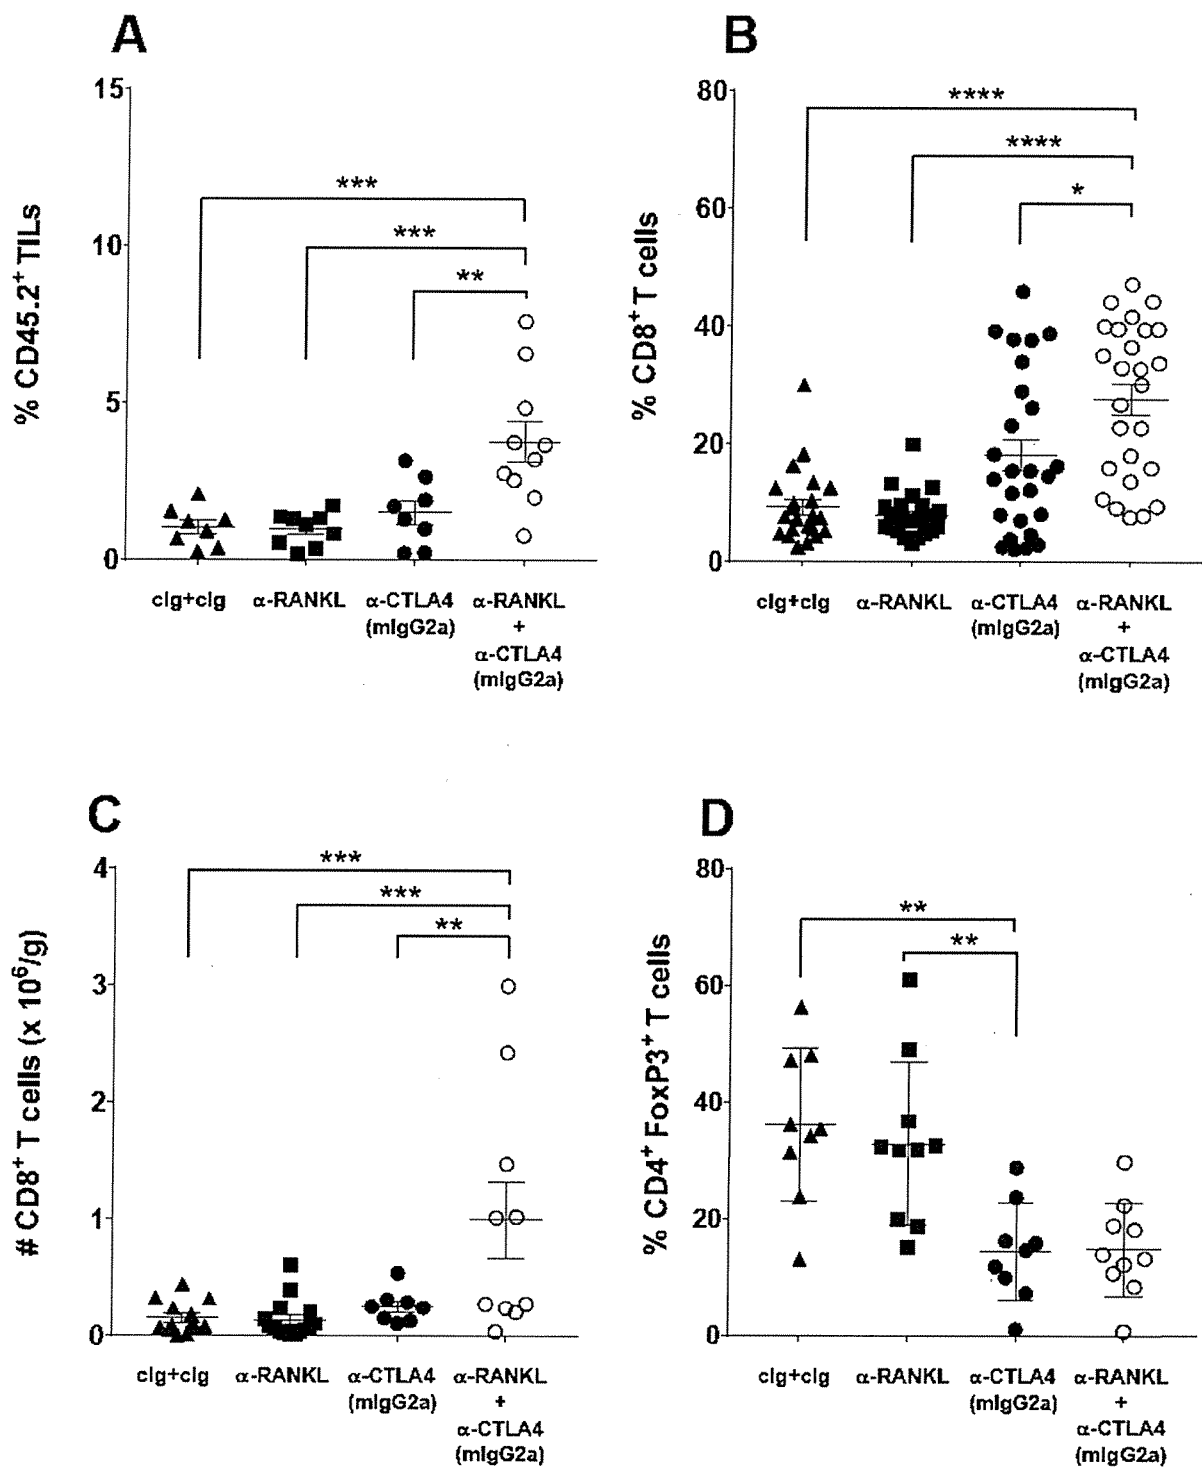 A
% CD45.2⁺ TILs
15
10
5
0
***
***
**
cIg+cIg
α-RANKL
α-CTLA4
(mIgG2a)
α-RANKL
+
α-CTLA4
(mIgG2a)
B
% CD8⁺ T cells
80
60
40
20
0
****
****
*
cIg+cIg
α-RANKL
α-CTLA4
(mIgG2a)
α-RANKL
+
α-CTLA4
(mIgG2a)
C
# CD8⁺ T cells (x 10⁶/g)
4
3
2
1
0
***
***
**
cIg+cIg
α-RANKL
α-CTLA4
(mIgG2a)
α-RANKL
+
α-CTLA4
(mIgG2a)
D
% CD4⁺ FoxP3⁺ T cells
80
60
40
20
0
**
**
cIg+cIg
α-RANKL
α-CTLA4
(mIgG2a)
α-RANKL
+
α-CTLA4
(mIgG2a)